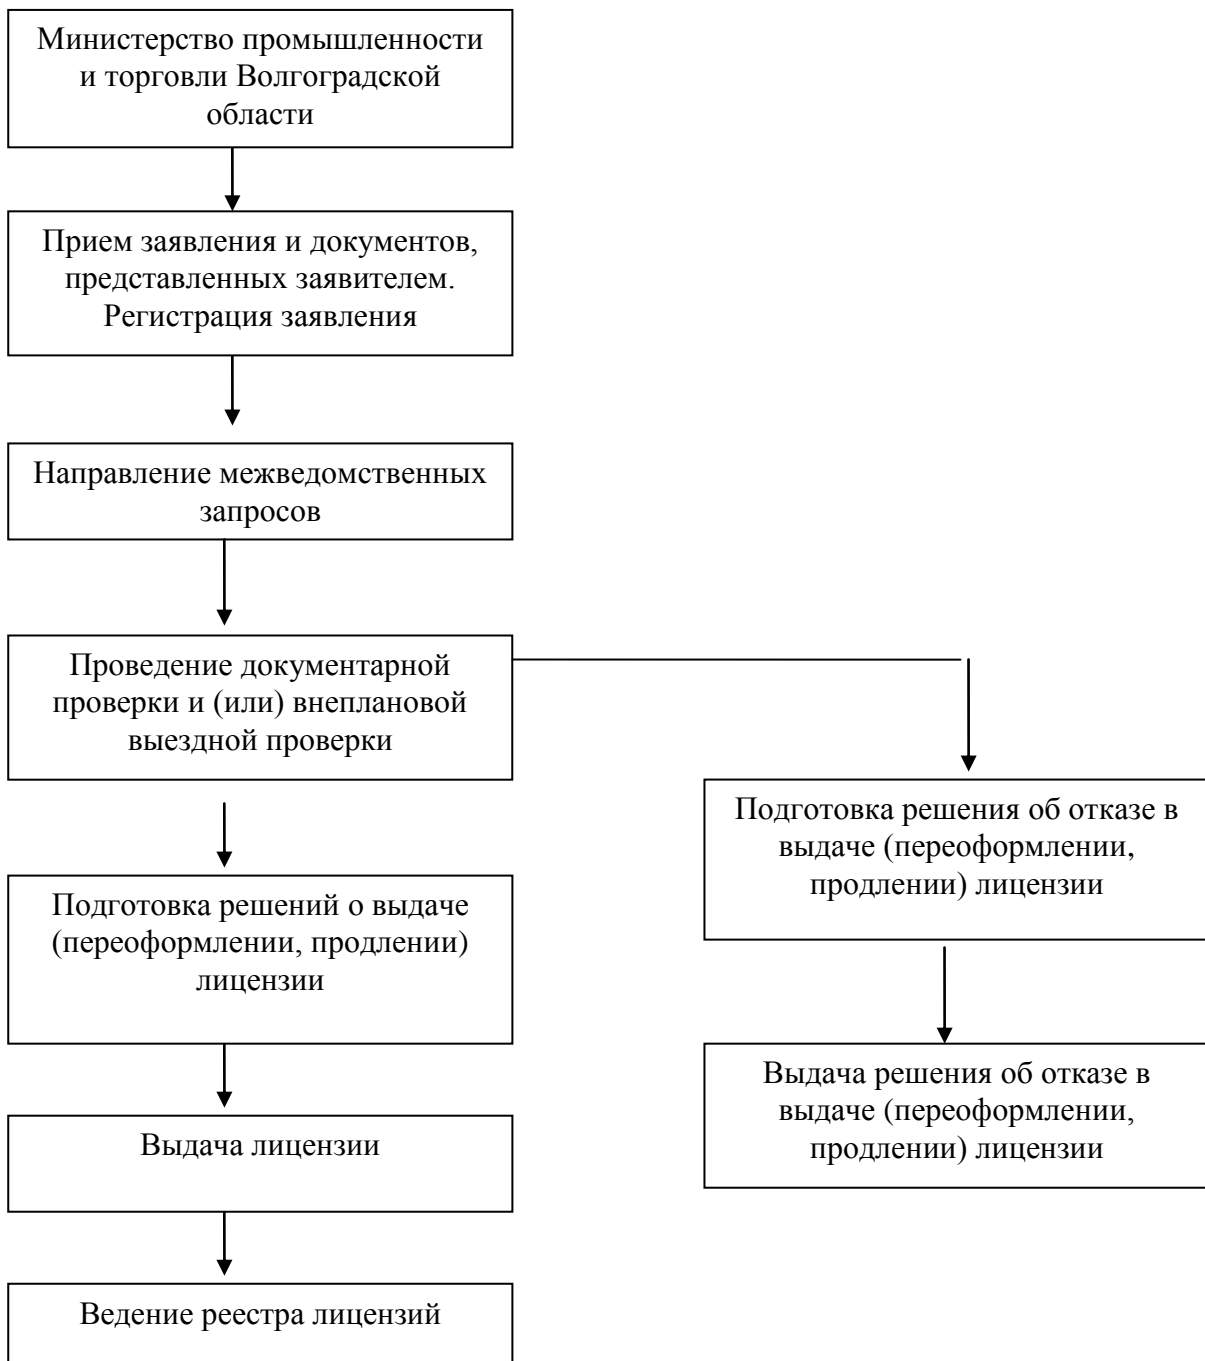 Министерство промышленности
и торговли Волгоградской
области
Прием заявления и документов,
представленных заявителем.
Регистрация заявления
Направление межведомственных
запросов
Проведение документарной
проверки и (или) внеплановой
выездной проверки
Подготовка решения об отказе в
выдаче (переоформлении,
продлении) лицензии
Подготовка решений о выдаче
(переоформлении, продлении)
лицензии
Выдача решения об отказе в
выдаче (переоформлении,
продлении) лицензии
Выдача лицензии
Ведение реестра лицензий